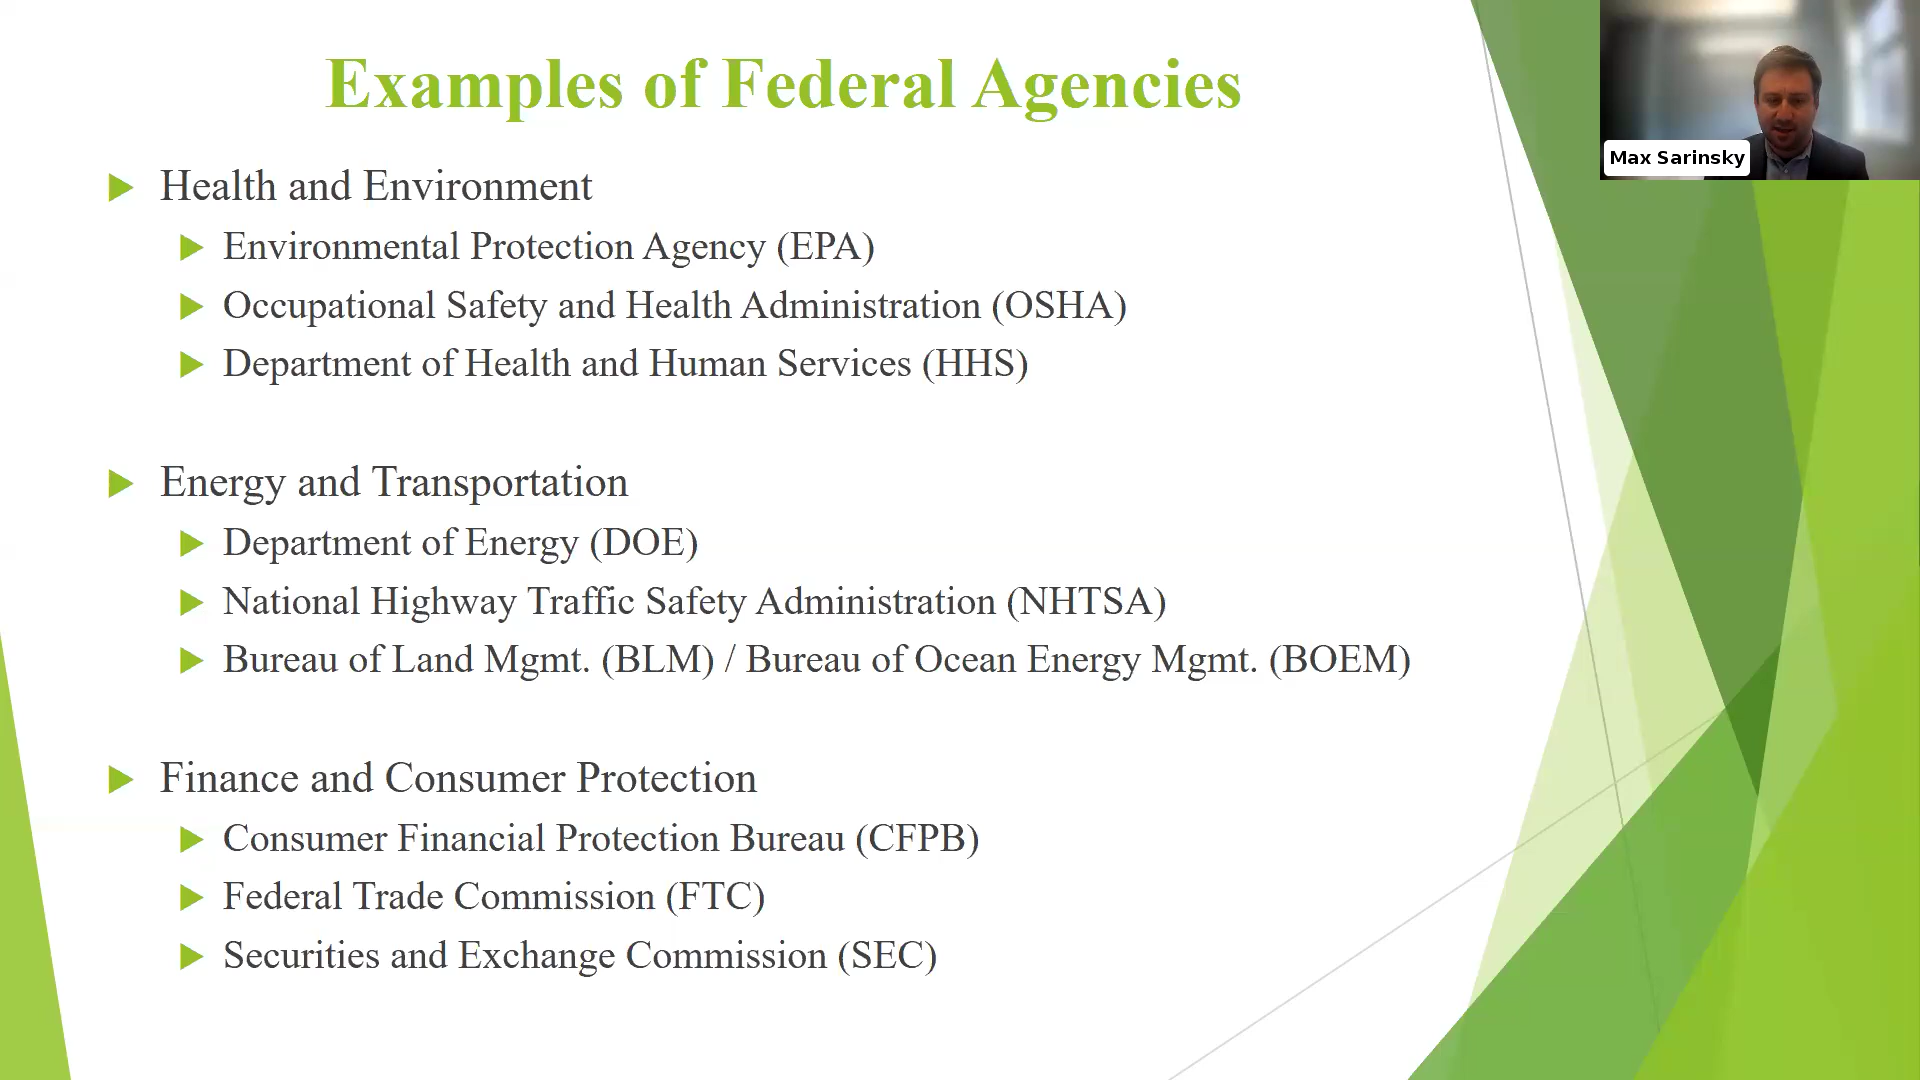 Examples of Federal Agencies
Max Sarinsky
Health and Environment
Environmental Protection Agency (EPA)
Occupational Safety and Health Administration (OSHA)
Department of Health and Human Services (HHS)
Energy and Transportation
Department of Energy (DOE)
National Highway Traffic Safety Administration (NHTSA)
Bureau of Land Mgmt. (BLM) / Bureau of Ocean Energy Mgmt. (BOEM)
Finance and Consumer Protection
Consumer Financial Protection Bureau (CFPB)
Federal Trade Commission (FTC)
Securities and Exchange Commission (SEC)